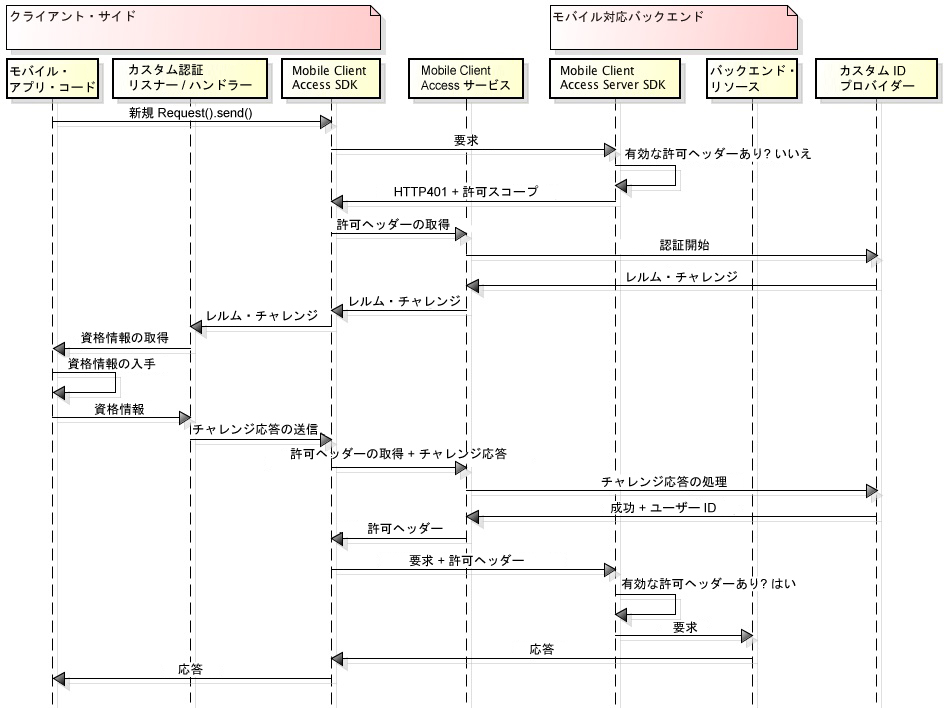 クライアント・サイド
モバイル対応バックエンド
モバイル・
アプリ・コード
カスタム認証
リスナー / ハンドラー
Mobile Client
Access SDK
Mobile Client
Access サービス
Mobile Client
Access Server SDK
バックエンド・
リソース
カスタム ID
プロバイダー
新規 Request().send()
要求
有効な許可ヘッダーあり? いいえ
HTTP401 + 許可スコープ
許可ヘッダーの取得
認証開始
レルム・チャレンジ
レルム・チャレンジ
レルム・チャレンジ
資格情報の取得
資格情報の入手
資格情報
チャレンジ応答の送信
許可ヘッダーの取得 + チャレンジ応答
チャレンジ応答の処理
成功 + ユーザー ID
許可ヘッダー
要求 + 許可ヘッダー
有効な許可ヘッダーあり? はい
要求
応答
応答